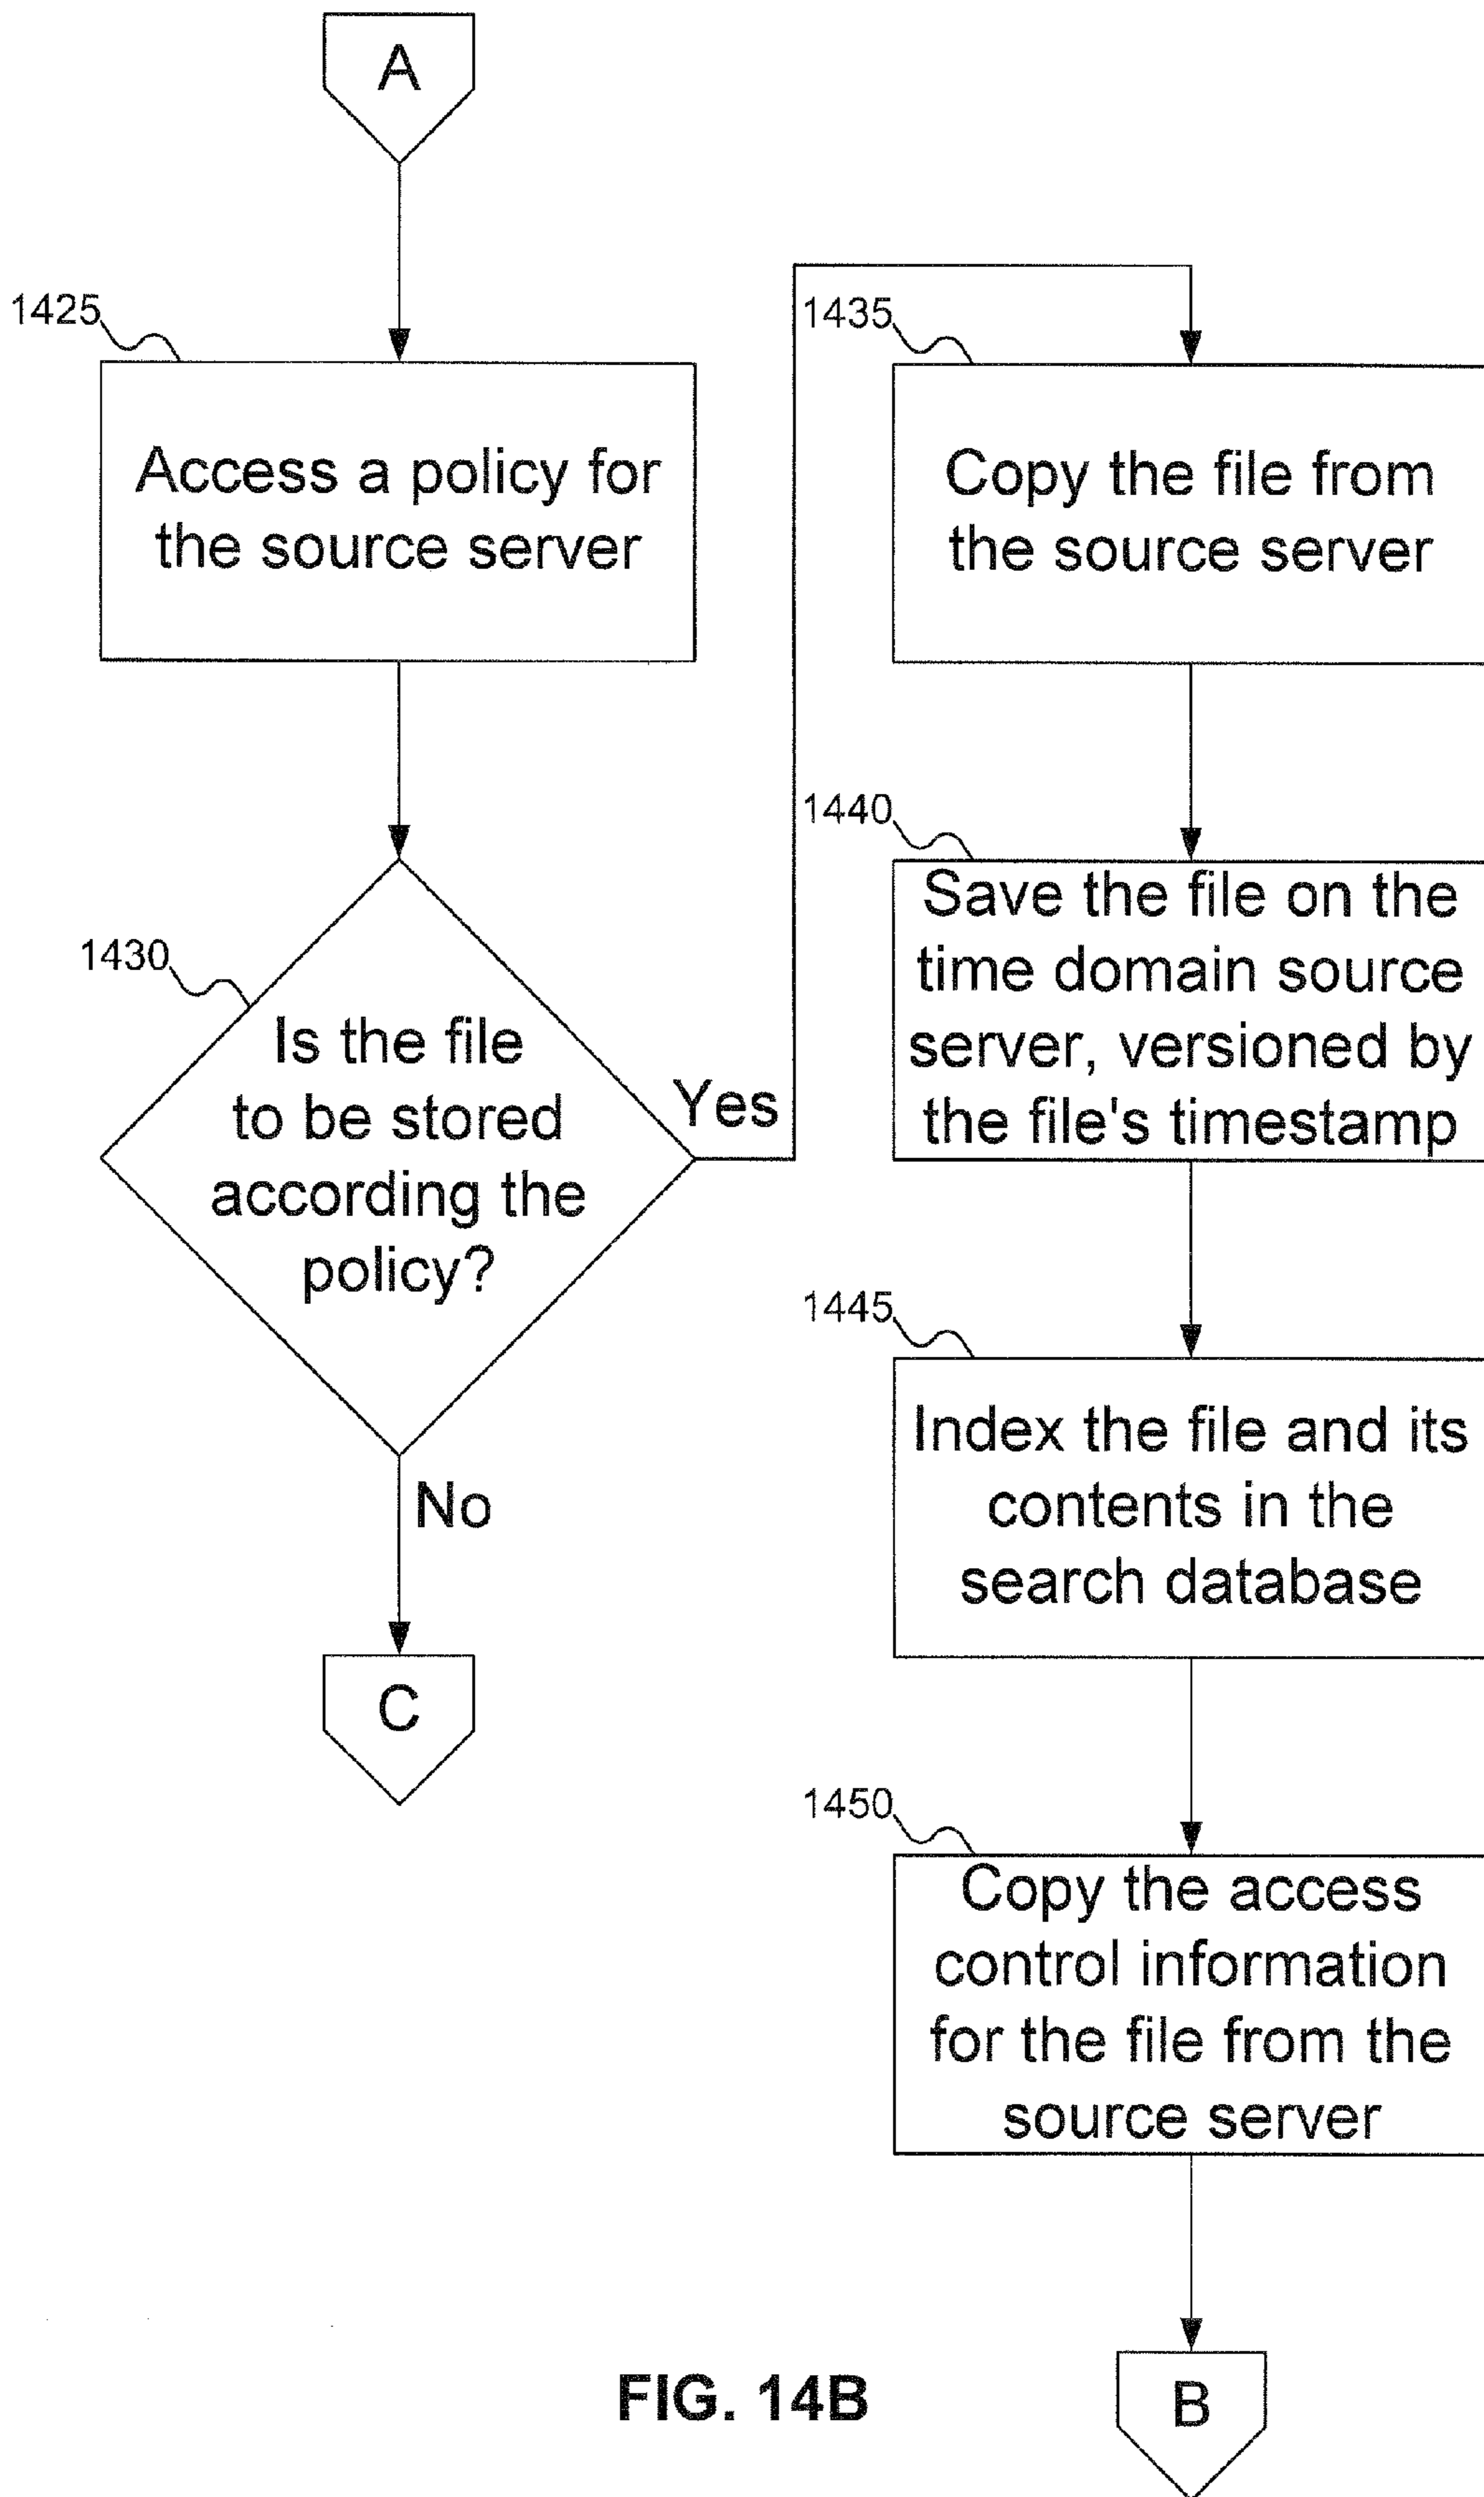 A
1425
Access a policy for
the source server
1430
Is the file
to be stored
according the
policy?
Yes
No
C
1435
Copy the file from
the source server
1440
Save the file on the
time domain source
server, versioned by
the file's timestamp
1445
Index the file and its
contents in the
search database
1450
Copy the access
control information
for the file from the
source server
B
FIG. 14B